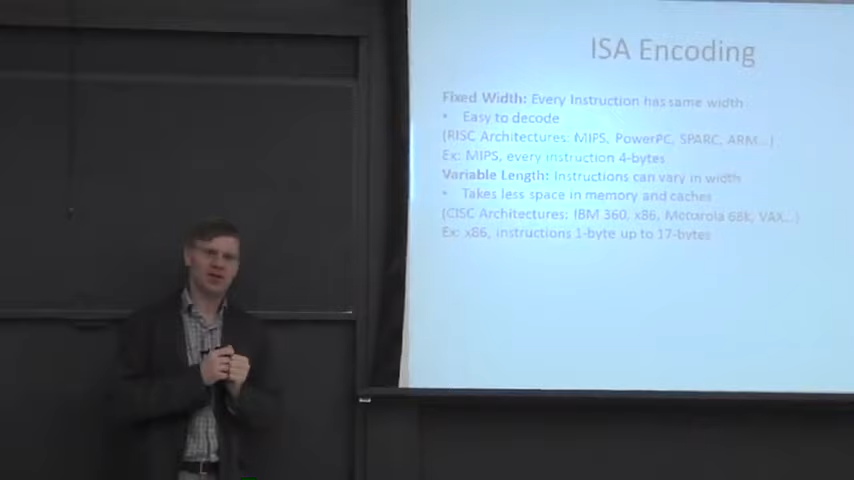 ISA Encoding
Fixed Width: Every Instruction has same width
• Easy to decode
(RISC Architectures: MIPS, PowerPC, SPARC, ARM...)
Ex: MIPS, every instruction 4-bytes
Variable Length: Instructions can vary in width
• Takes less space in memory and caches
(CISC Architectures: IBM 360, x86, Motorola 68k, VAX...)
Ex: x86, instructions 1-byte up to 17-bytes